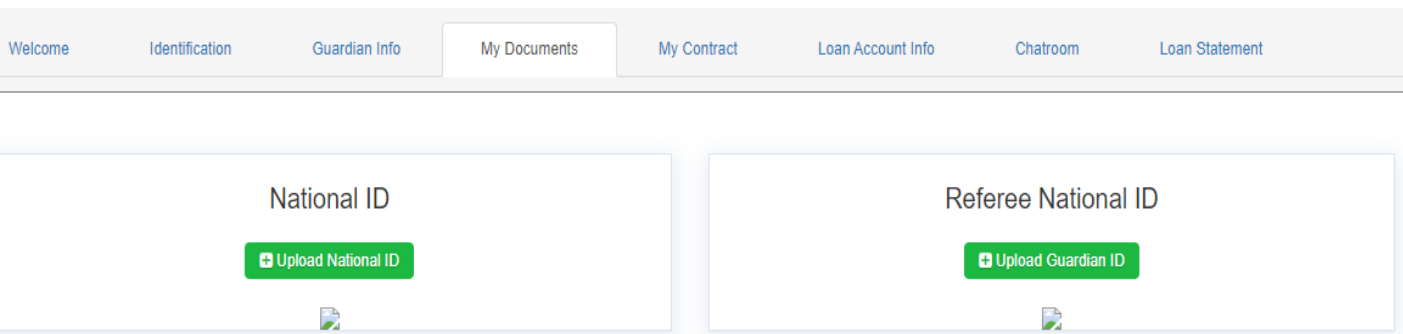 Welcome Identification Guardian Info My Documents My Contract Loan Account Info Chatroom Loan Statement
National ID
Upload National ID
Referee National ID
Upload Guardian ID